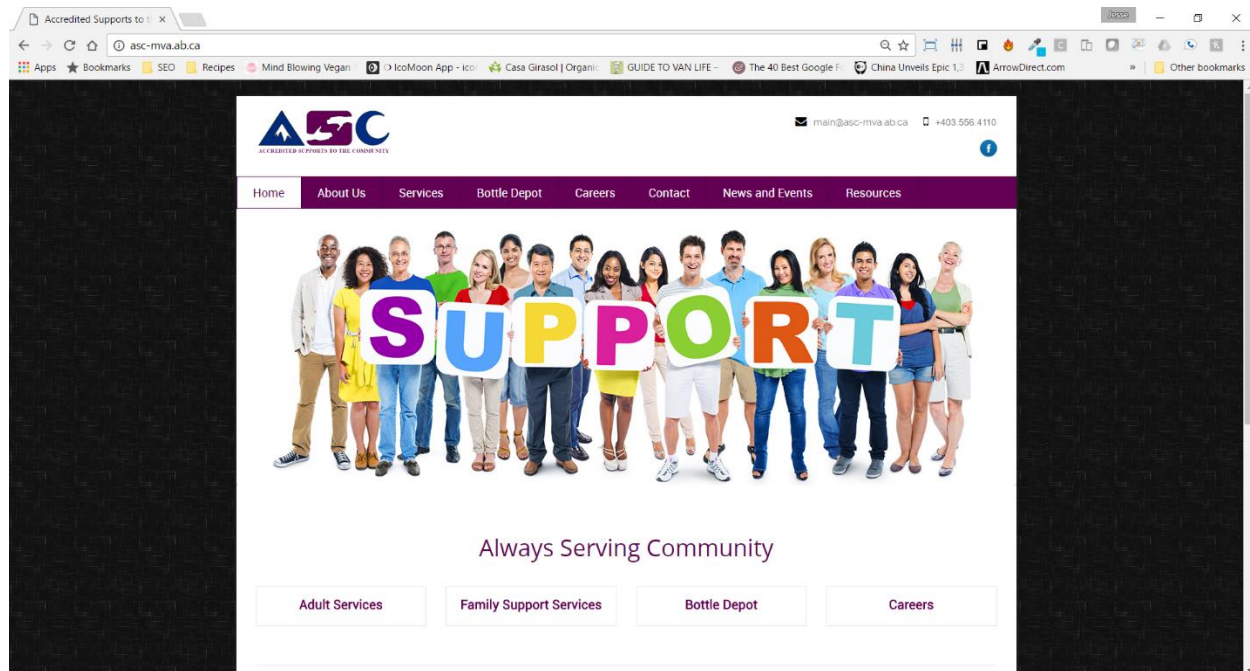 Accredited Supports to t
Jesse
asc-mva.ab.ca
Apps Bookmarks SEO Recipes Mind Blowing Vegan IcoMoon App - ico Casa Girasol | Organic GUIDE TO VAN LIFE – The 40 Best Google F China Unveils Epic 1,3 ArrowDirect.com » Other bookmarks
ASC
ACCREDITED SUPPORTS TO THE COMMUNITY
main@asc-mva.ab.ca +403.556.4110
Home About Us Services Bottle Depot Careers Contact News and Events Resources
SUPPORT
Always Serving Community
Adult Services Family Support Services Bottle Depot Careers